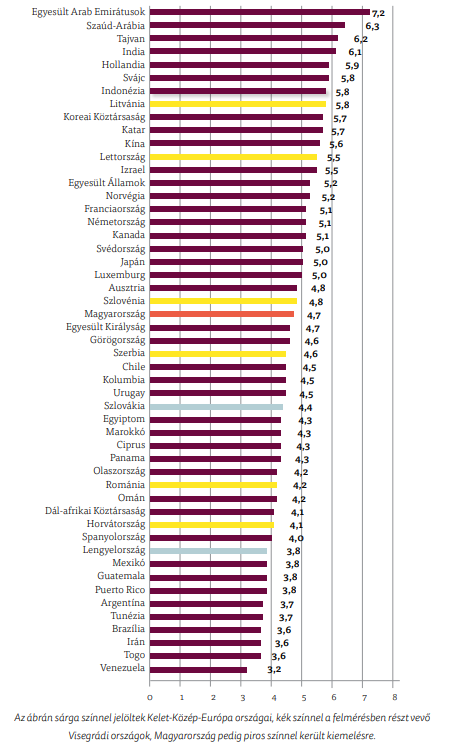 Egyesült Arab Emirátusok 7,2
Szaúd-Arábia 6,3
Tajvan 6,2
India 6,1
Hollandia 5,9
Svájc 5,8
Indonézia 5,8
Litvánia 5,8
Koreai Köztársaság 5,7
Katar 5,7
Kína 5,6
Lettország 5,5
Izrael 5,5
Egyesült Államok 5,2
Norvégia 5,2
Franciaország 5,1
Németország 5,1
Kanada 5,1
Svédország 5,0
Japán 5,0
Luxemburg 5,0
Ausztria 4,8
Szlovénia 4,8
Magyarország 4,7
Egyesült Királyság 4,7
Görögország 4,6
Szerbia 4,6
Chile 4,5
Kolumbia 4,5
Urugay 4,5
Szlovákia 4,4
Egyiptom 4,3
Marokkó 4,3
Ciprus 4,3
Panama 4,3
Olaszország 4,2
Románia 4,2
Omán 4,2
Dál-afrikai Köztársaság 4,1
Horvátország 4,1
Spanyolország 4,0
Lengyelország 3,8
Mexikó 3,8
Guatemala 3,8
Puerto Rico 3,8
Argentína 3,7
Tunézia 3,7
Brazília 3,6
Irán 3,6
Togo 3,6
Venezuela 3,2
0 1 2 3 4 5 6 7 8
Az ábrán sárga színnel jelöltek Kelet-Közép-Európa országai, kék színnel a felmérésben részt vevő
Visegrádi országok, Magyarország pedig piros színnel került kiemelésre.